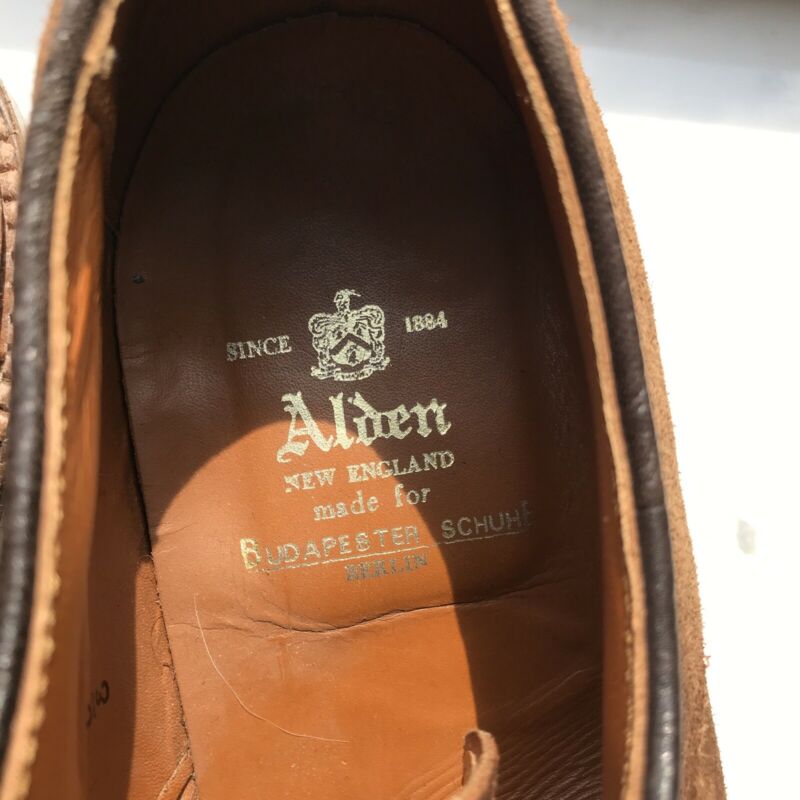 SINCE 1884
Alden
NEW ENGLAND
made for
BUDAPESTER SCHUHE
BERLIN